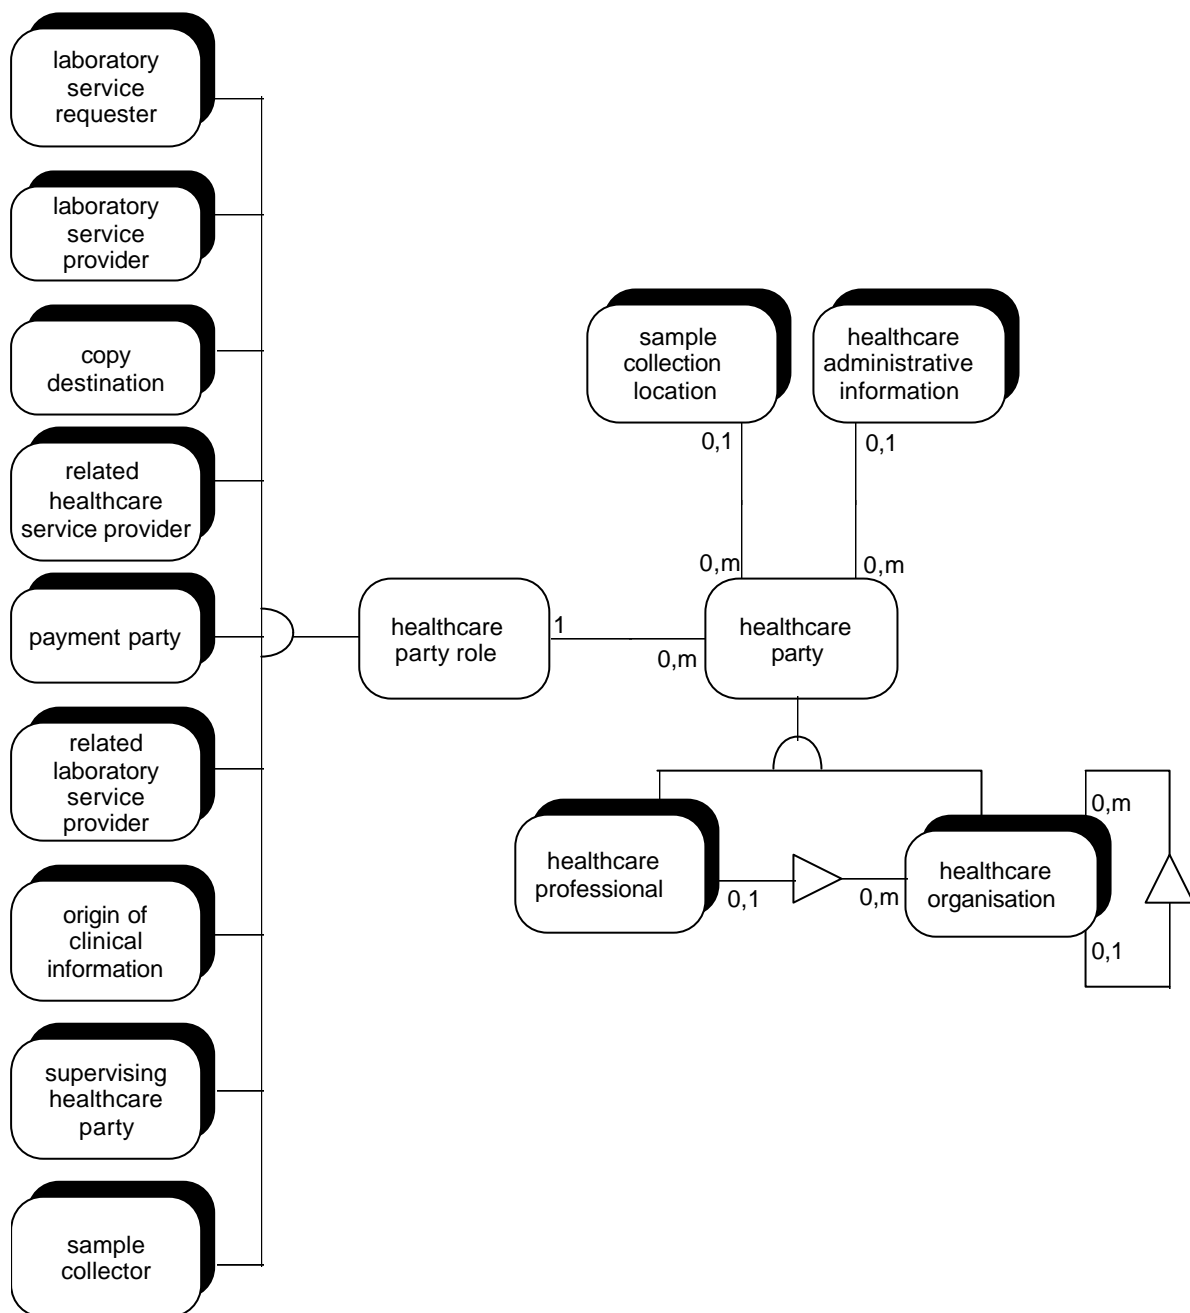 laboratory
service
requester
laboratory
service
provider
copy
destination
related
healthcare
service provider
payment party
related
laboratory
service
provider
origin of
clinical
information
supervising
healthcare
party
sample
collector
healthcare
party role
1
0,m
sample
collection
location
0,1
0,m
healthcare
administrative
information
0,1
0,m
healthcare
party
healthcare
professional
0,1
0,m
healthcare
organisation
0,m
0,1